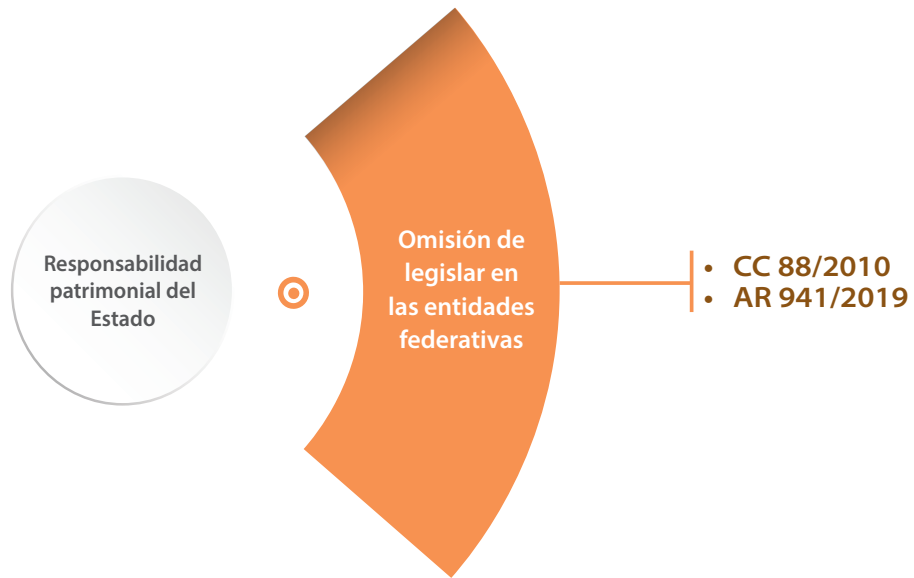 Responsabilidad
patrimonial del
Estado
Omisión de
legislar en
las entidades
federativas
• CC 88/2010
• AR 941/2019